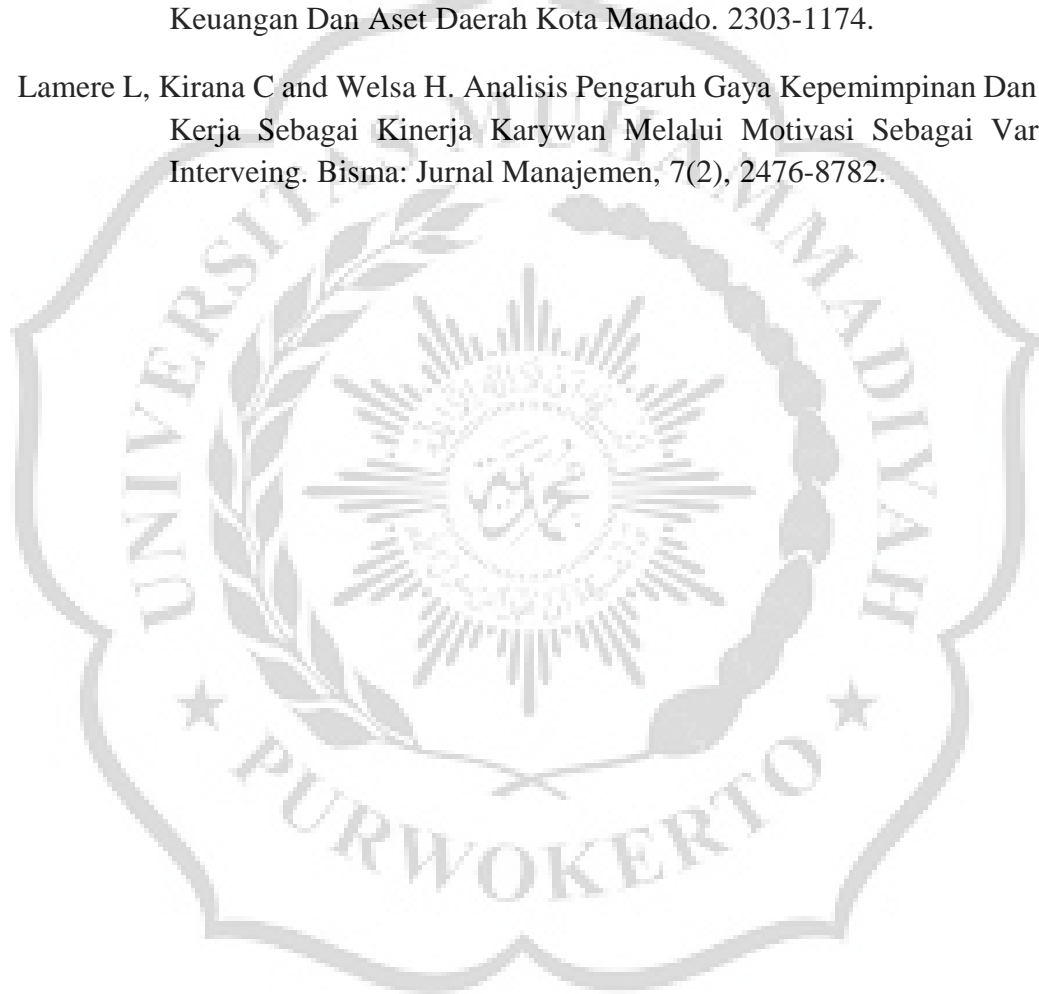 Keuangan Dan Aset Daerah Kota Manado. 2303-1174.
Lamere L, Kirana C and Welsa H. Analisis Pengaruh Gaya Kepemimpinan Dan
Kerja Sebagai Kinerja Karywan Melalui Motivasi Sebagai Var
Interveing. Bisma: Jurnal Manajemen, 7(2), 2476-8782.
UNIVERSITAS MUHAMMADIYAH
PURWOKERTO